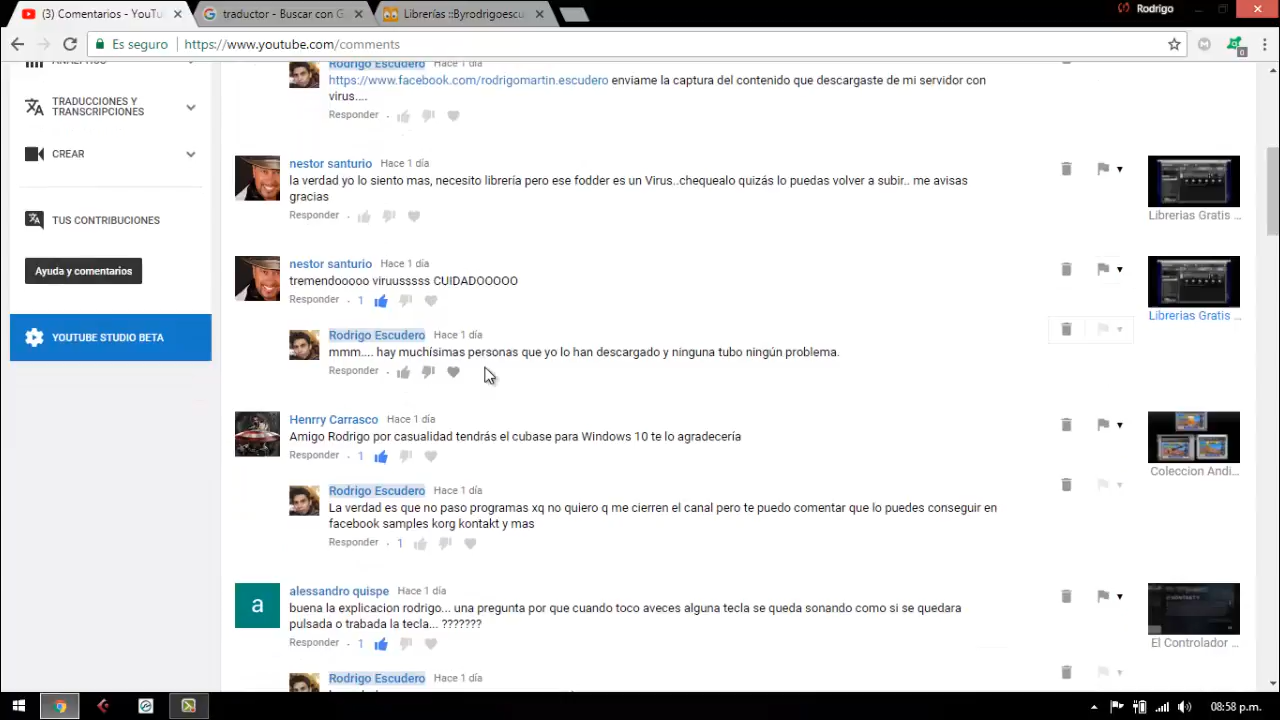 (3) Comentarios - YouTu
traductor - Buscar con G
Librerías ::Byrodrigoescu
Rodrigo
Es seguro
https://www.youtube.com/comments
ANALYTICS
TRADUCCIONES Y
TRANSCRIPCIONES
CREAR
TUS CONTRIBUCIONES
Ayuda y comentarios
YOUTUBE STUDIO BETA
Rodrigo Escudero Hace 1 día
https://www.facebook.com/rodrigomartin.escudero enviame la captura del contenido que descargaste de mi servidor con
virus....
Responder
nestor santurio Hace 1 día
la verdad yo lo siento mas, necesito libreria pero ese fodder es un Virus..chequealo quizás lo puedas volver a subir.. me avisas
gracias
Responder
Librerias Gratis ...
nestor santurio Hace 1 día
tremendooooo viruusssss CUIDADOOOOO
Responder 1
Librerias Gratis ...
Rodrigo Escudero Hace 1 día
mmm.... hay muchísimas personas que yo lo han descargado y ninguna tubo ningún problema.
Responder
Henrry Carrasco Hace 1 día
Amigo Rodrigo por casualidad tendrás el cubase para Windows 10 te lo agradecería
Responder 1
Coleccion Andi...
Rodrigo Escudero Hace 1 día
La verdad es que no paso programas xq no quiero q me cierren el canal pero te puedo comentar que lo puedes conseguir en
facebook samples korg kontakt y mas
Responder 1
alessandro quispe Hace 1 día
buena la explicacion rodrigo... una pregunta por que cuando toco aveces alguna tecla se queda sonando como si se quedara
pulsada o trabada la tecla... ???????
Responder 1
El Controlador ...
Rodrigo Escudero Hace 1 día
0
08:58 p.m.